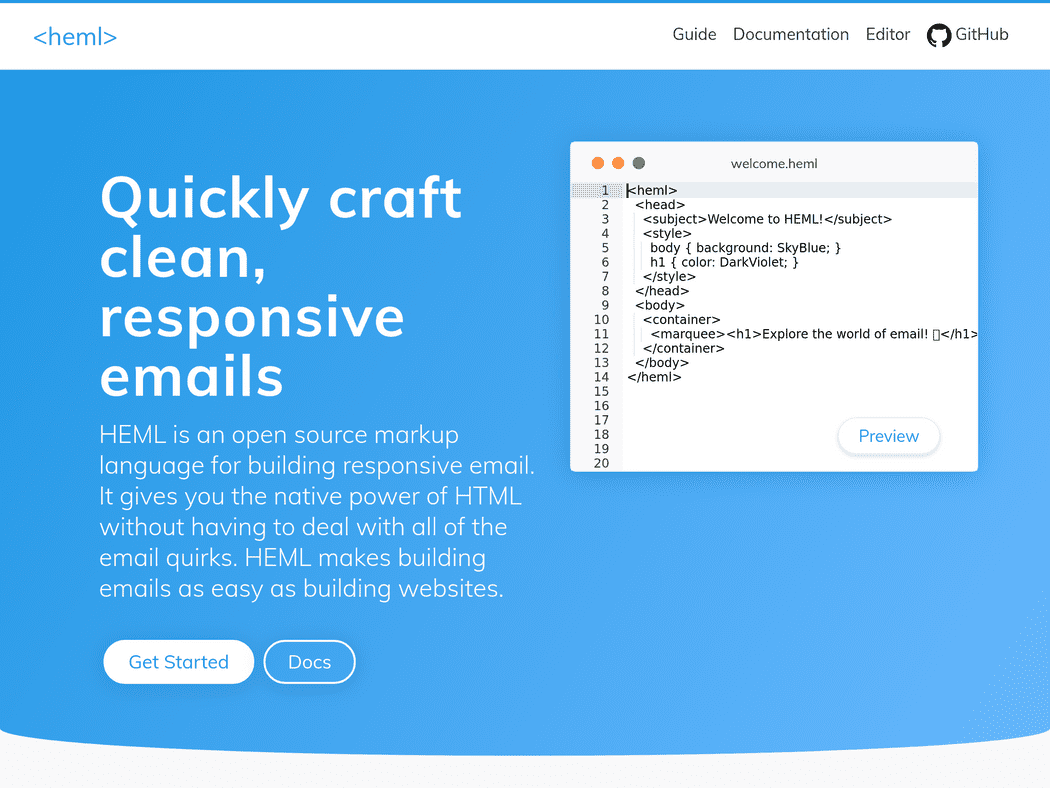 <heml>
Guide Documentation Editor GitHub
Quickly craft
clean,
responsive
emails
HEML is an open source markup
language for building responsive email.
It gives you the native power of HTML
without having to deal with all of the
email quirks. HEML makes building
emails as easy as building websites.
Get Started Docs
welcome.heml
1 <heml>
2 <head>
3 <subject>Welcome to HEML!</subject>
4 <style>
5 body { background: SkyBlue; }
6 h1 { color: DarkViolet; }
7 </style>
8 </head>
9 <body>
10 <container>
11 <marquee><h1>Explore the world of email! </h1>
12 </container>
13 </body>
14 </heml>
15
16
17
18
19
20
Preview